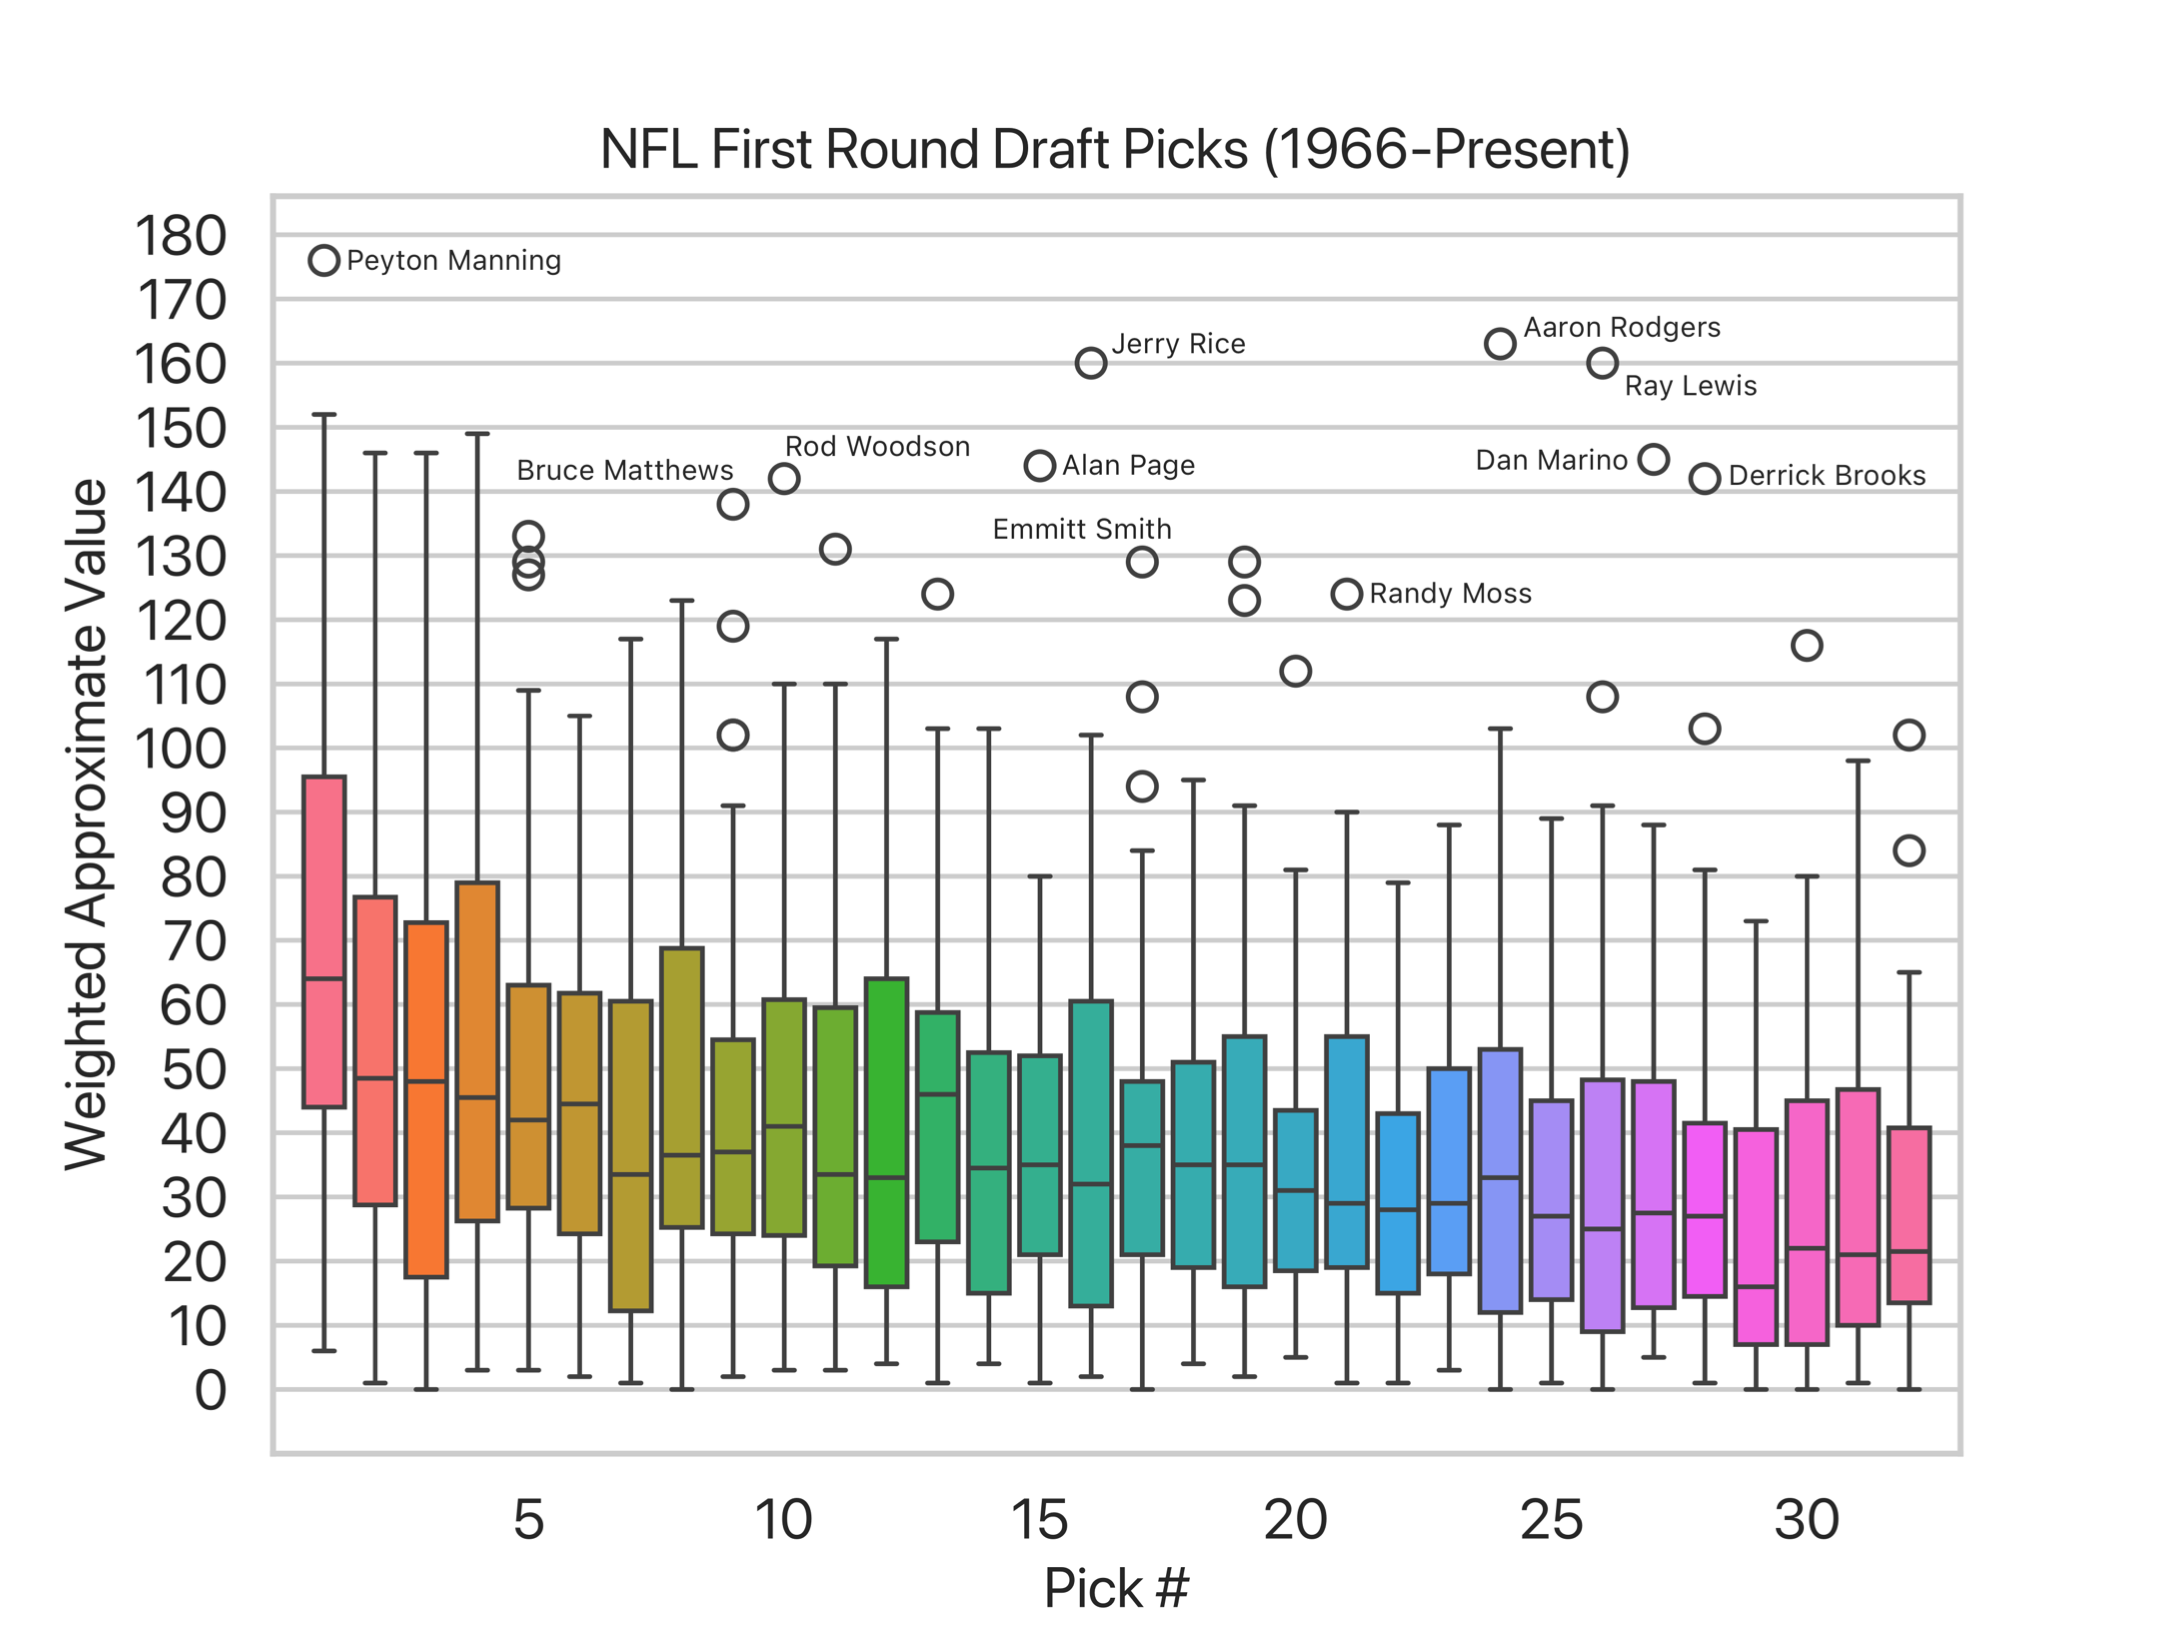 NFL First Round Draft Picks (1966-Present)
180
170
160
150
140
130
120
110
100
90
80
70
60
50
40
30
20
10
0
Weighted Approximate Value
Peyton Manning
Aaron Rodgers
Jerry Rice
Ray Lewis
Rod Woodson
Bruce Matthews
Alan Page
Dan Marino
Derrick Brooks
Emmitt Smith
Randy Moss
5 10 15 20 25 30
Pick #